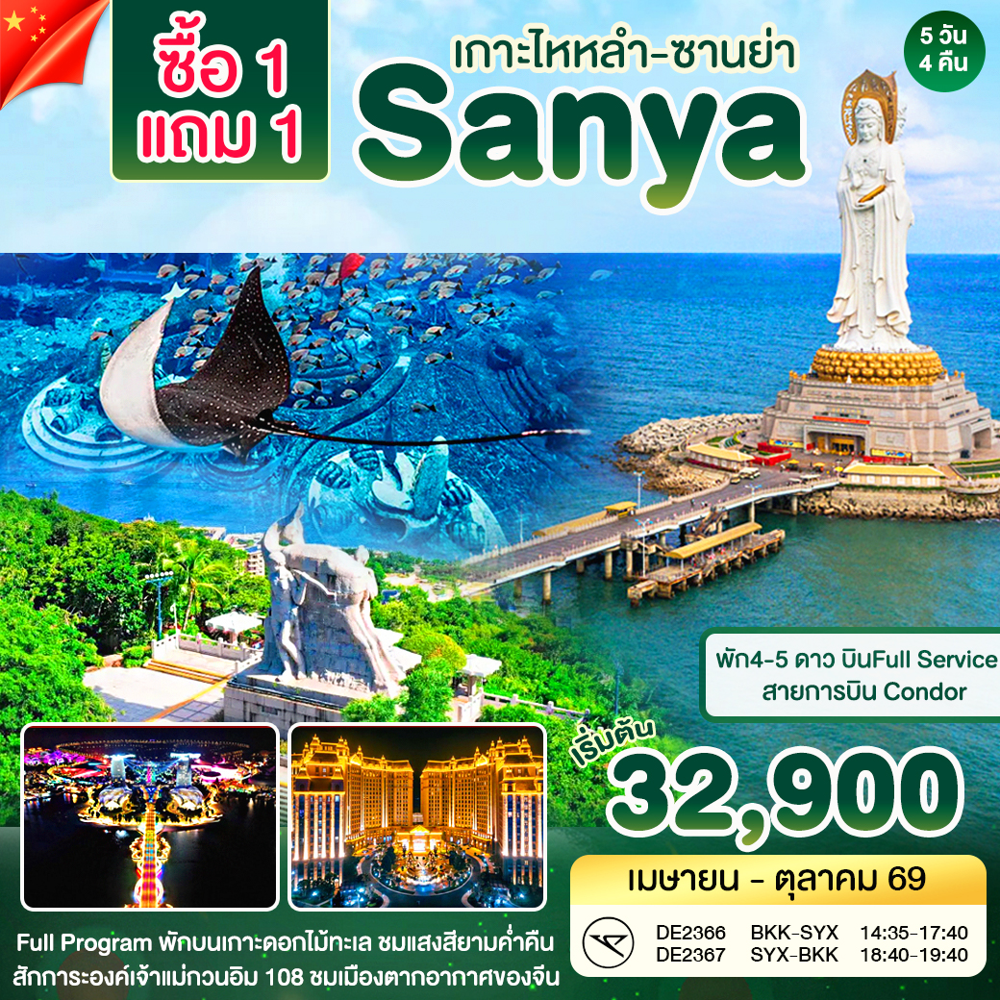 ซื้อ 1
แถม 1
เกาะไหหลำ-ซานย่า
Sanya
5 วัน
4 คืน
พัก4-5 ดาว บินFull Service
สายการบิน Condor
เริ่มต้น
32,900
เมษายน - ตุลาคม 69
DE2366 BKK-SYX 14:35-17:40
DE2367 SYX-BKK 18:40-19:40
Full Program พักบนเกาะดอกไม้ทะเล ชมแสงสียามค่ำคืน
สักการะองค์เจ้าแม่กวนอิม 108 ชมเมืองตากอากาศของจีน